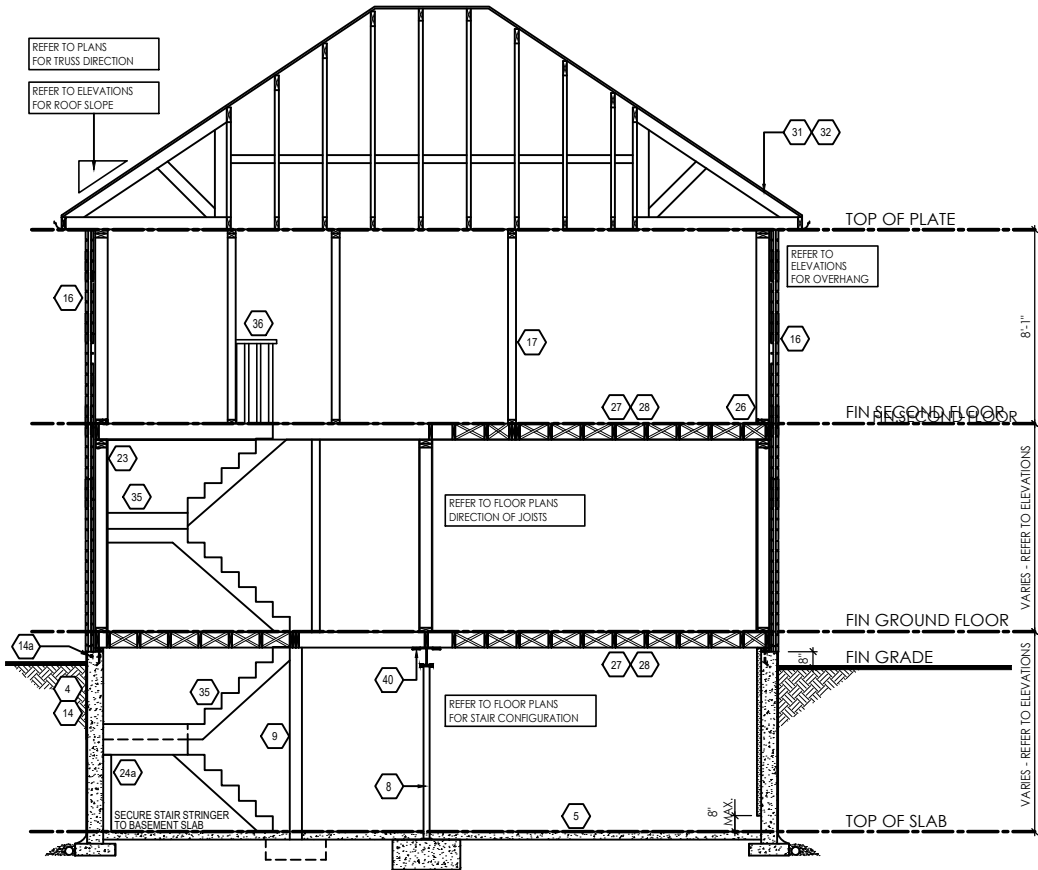 REFER TO PLANS
FOR TRUSS DIRECTION
REFER TO ELEVATIONS
FOR ROOF SLOPE
31
32
TOP OF PLATE
REFER TO
ELEVATIONS
FOR OVERHANG
16
36
17
16
8'-1"
27
28
26
FIN SECOND FLOOR
FIN SECOND FLOOR
23
35
REFER TO FLOOR PLANS
DIRECTION OF JOISTS
VARIES - REFER TO ELEVATIONS
FIN GROUND FLOOR
14a
8"
FIN GRADE
27
28
40
4
14
35
REFER TO FLOOR PLANS
FOR STAIR CONFIGURATION
9
VARIES - REFER TO ELEVATIONS
24a
8
SECURE STAIR STRINGER
TO BASEMENT SLAB
5
8"
MAX.
TOP OF SLAB